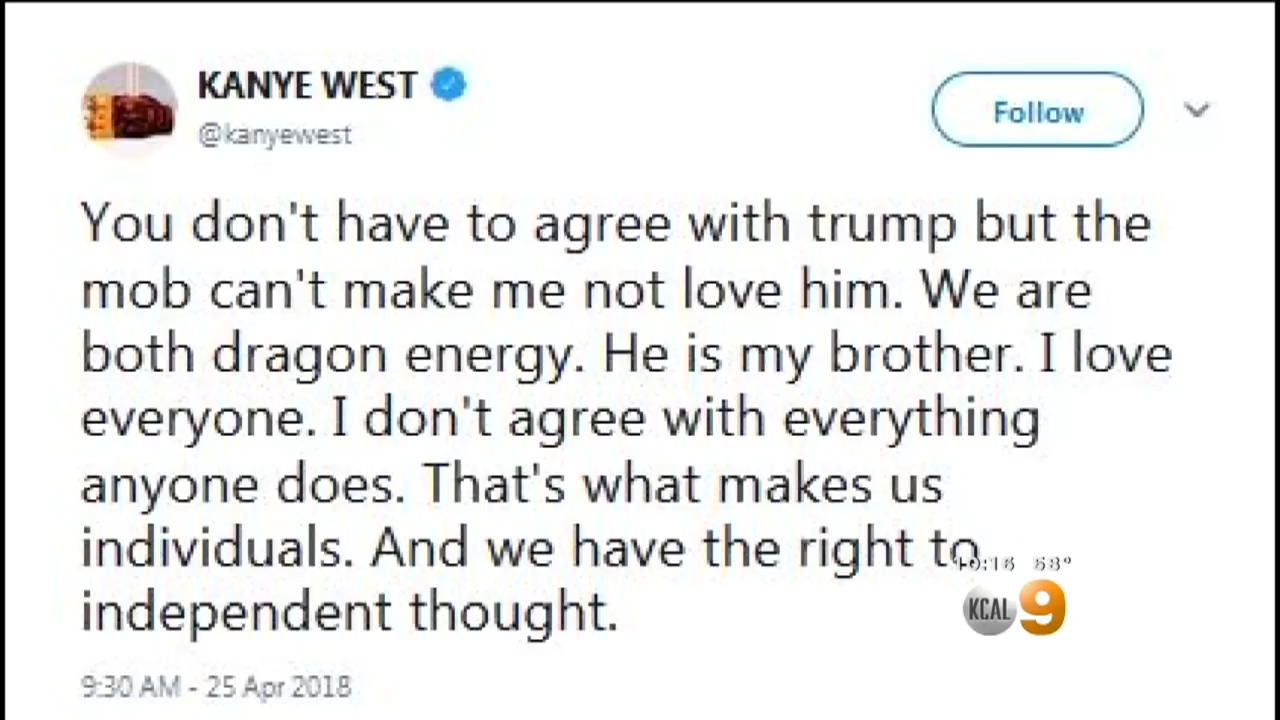 KANYE WEST
@kanyewest
Follow
You don't have to agree with trump but the
mob can't make me not love him. We are
both dragon energy. He is my brother. I love
everyone. I don't agree with everything
anyone does. That's what makes us
individuals. And we have the right to
independent thought.
10:16 58°
KCAL 9
9:30 AM - 25 Apr 2018